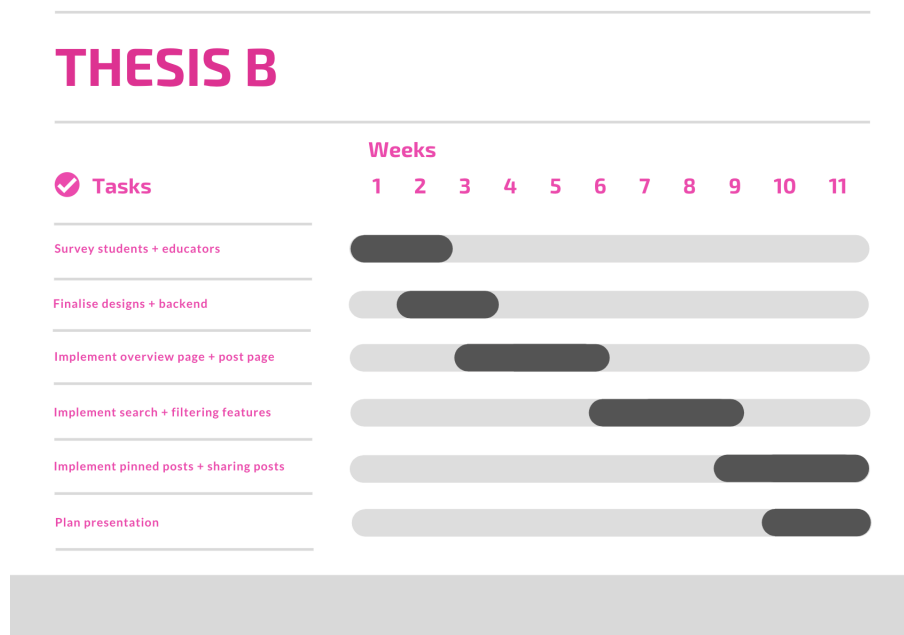 THESIS B
Weeks
Tasks 1 2 3 4 5 6 7 8 9 10 11
Survey students + educators
Finalise designs + backend
Implement overview page + post page
Implement search + filtering features
Implement pinned posts + sharing posts
Plan presentation